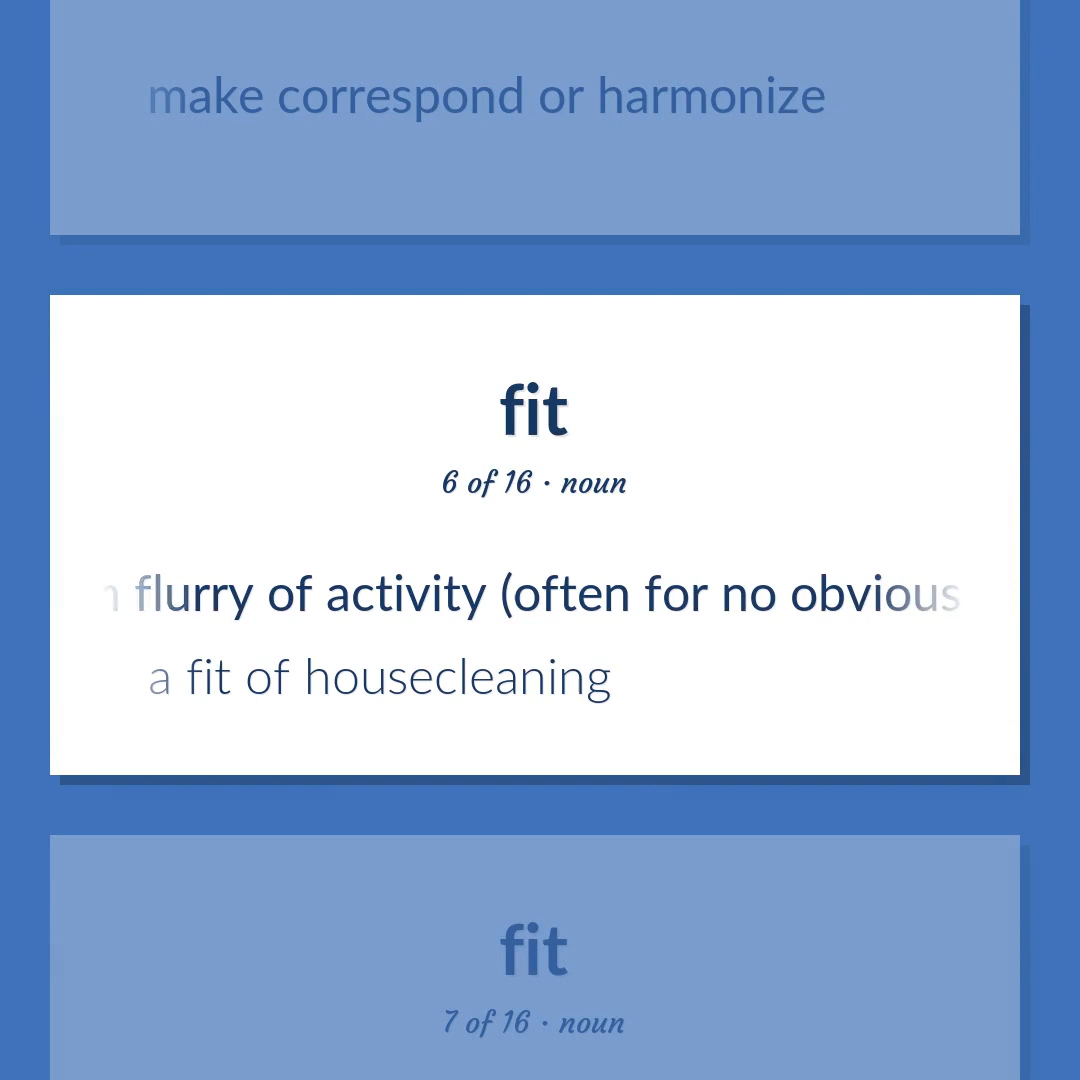 make correspond or harmonize
fit
6 of 16 · noun
flurry of activity (often for no obvious
a fit of housecleaning
fit
7 of 16 · noun